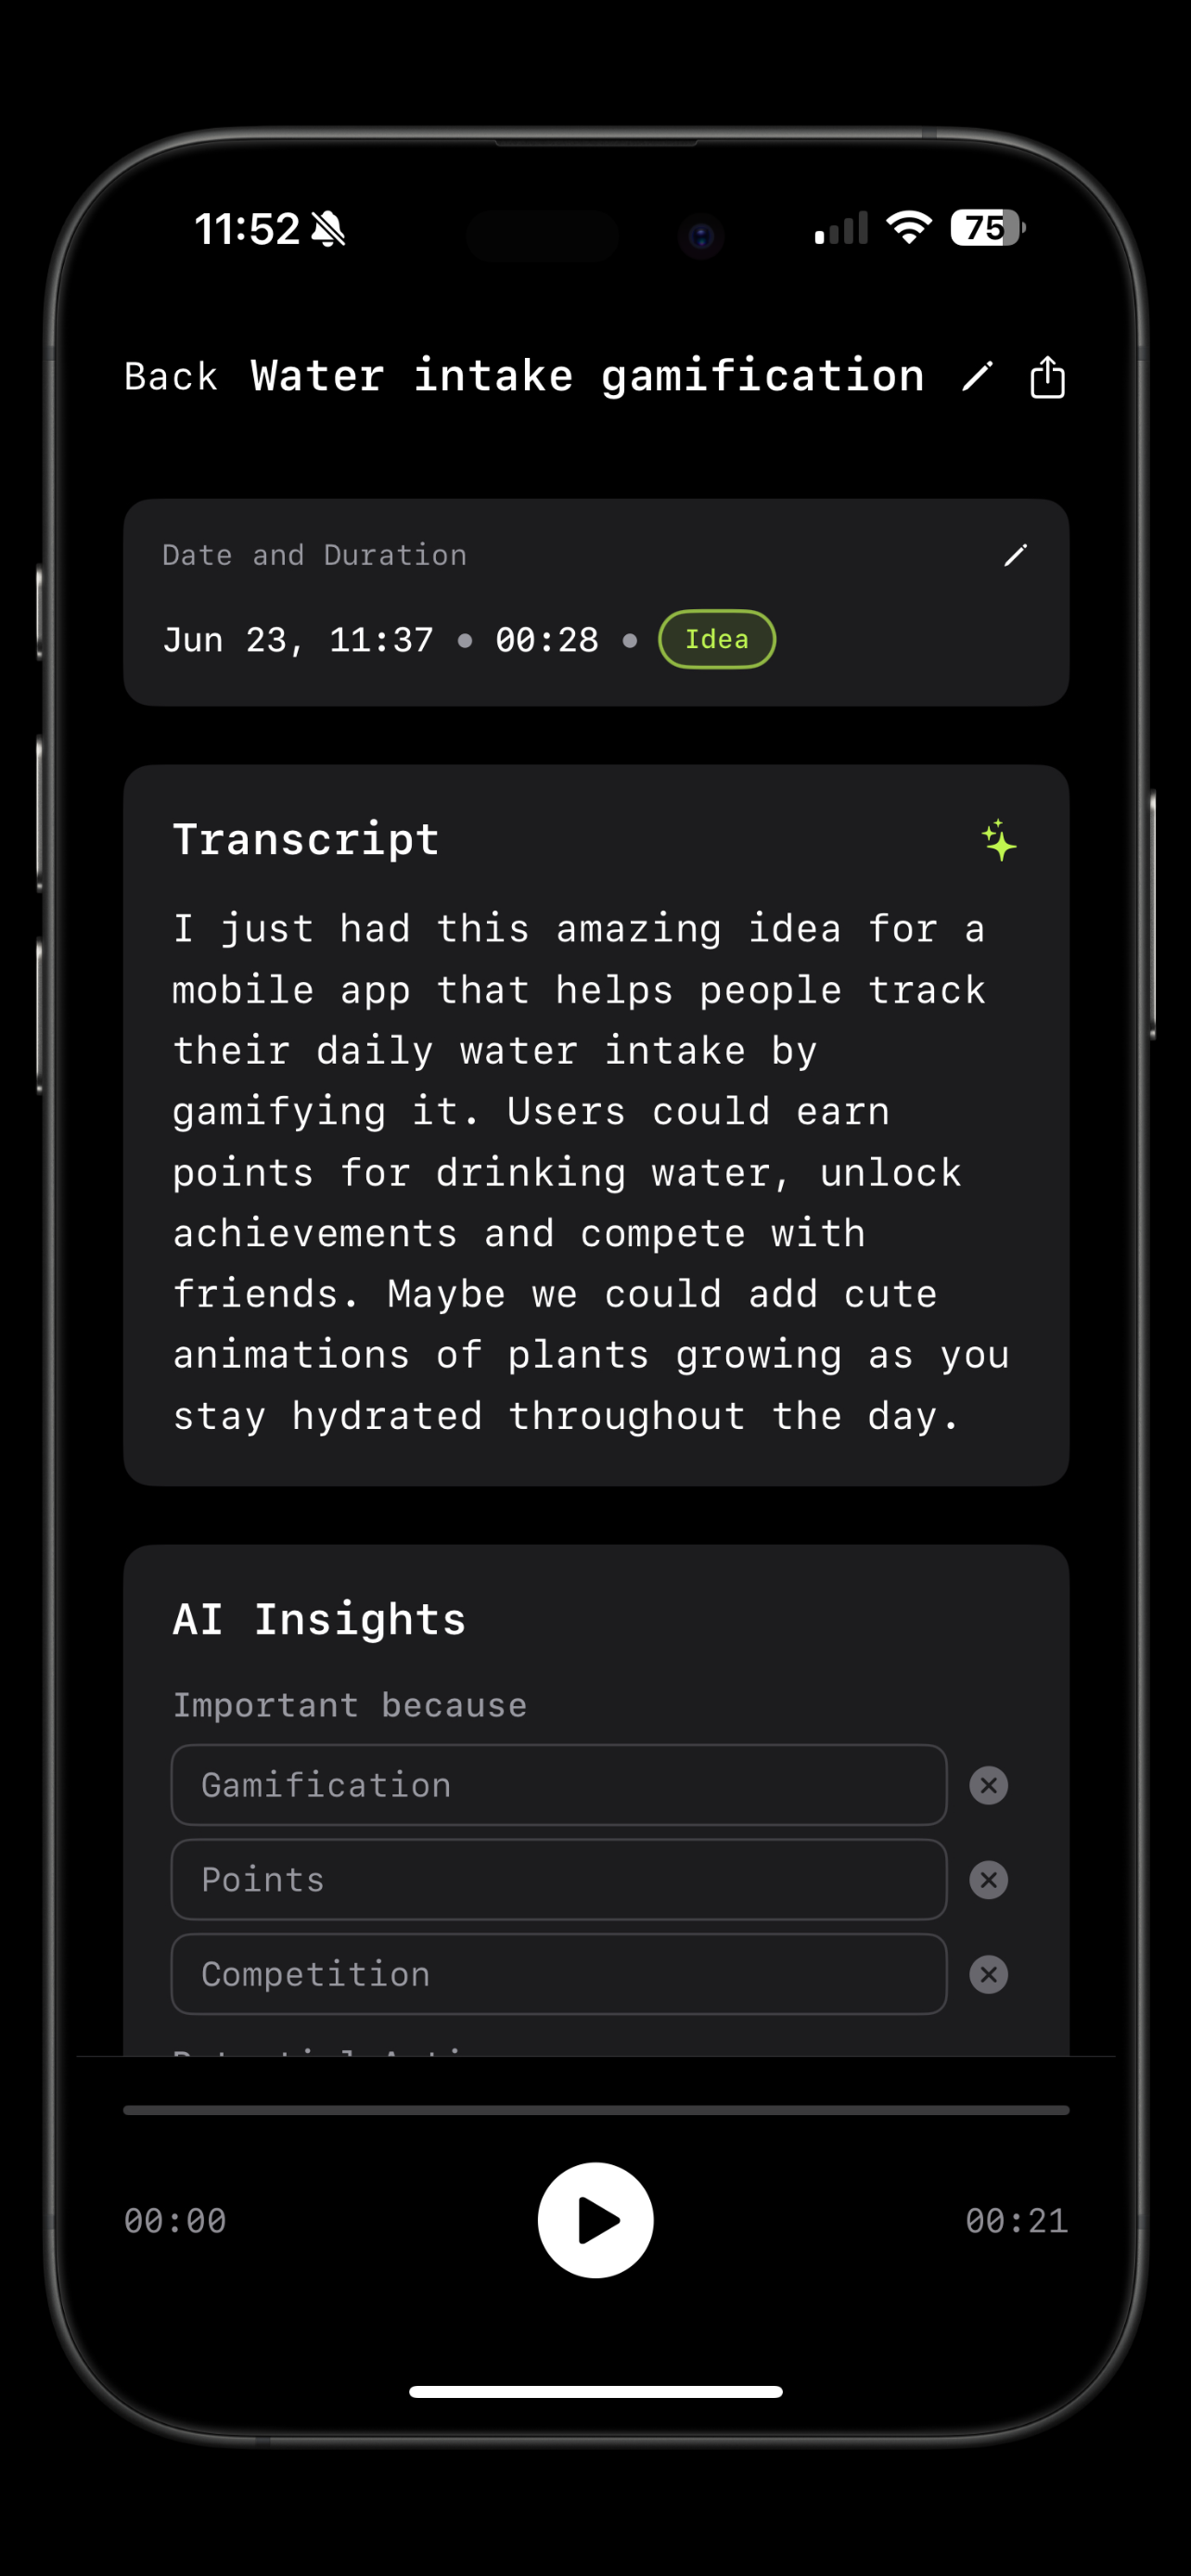 11:52
75
Back Water intake gamification
Date and Duration
Jun 23, 11:37 • 00:28 • Idea
Transcript
I just had this amazing idea for a
mobile app that helps people track
their daily water intake by
gamifying it. Users could earn
points for drinking water, unlock
achievements and compete with
friends. Maybe we could add cute
animations of plants growing as you
stay hydrated throughout the day.
AI Insights
Important because
Gamification
Points
Competition
00:00
00:21